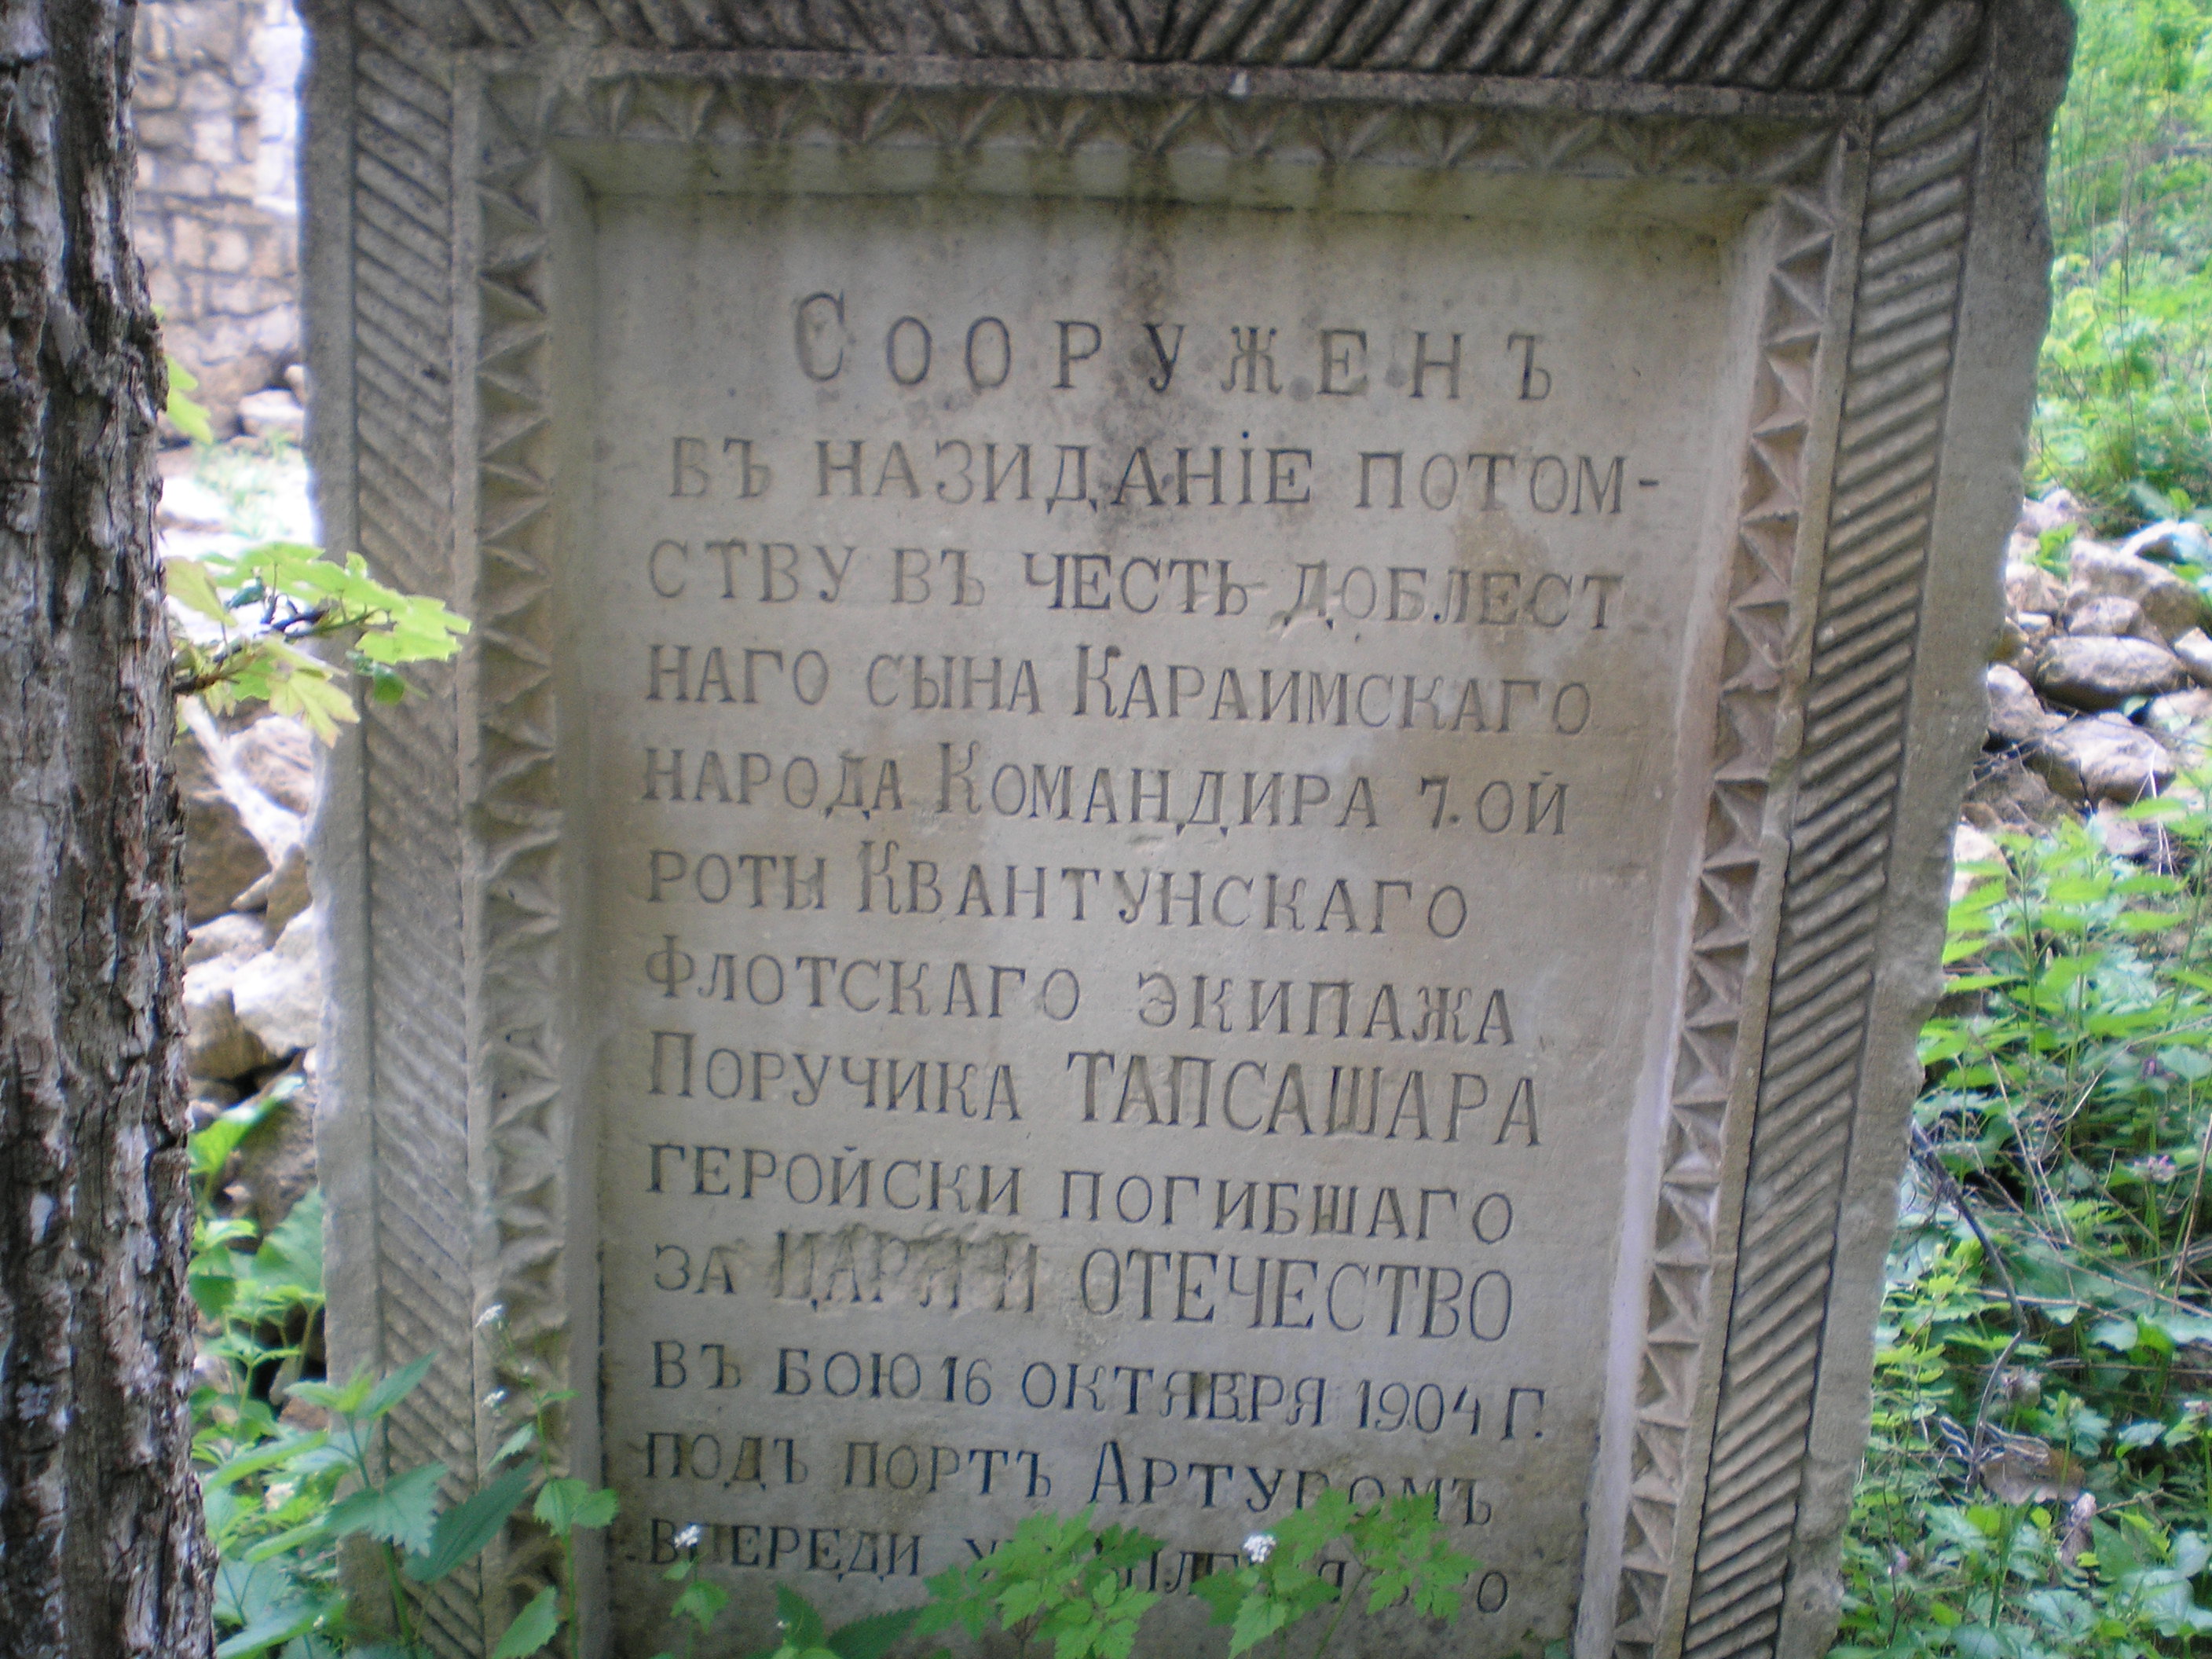 Сооруженъ
въ назиданіе потом-
ству въ честь доблест
наго сына Караимскаго
народа Командира 7.ой
роты Квантунскаго
флотскаго экипажа
Поручика ТАПСАШАРА
геройски погибшаго
за ЦАРЯ И ОТЕЧЕСТВО
въ бою 16 октября 1904 г.
подъ портъ Артуромъ
впереди